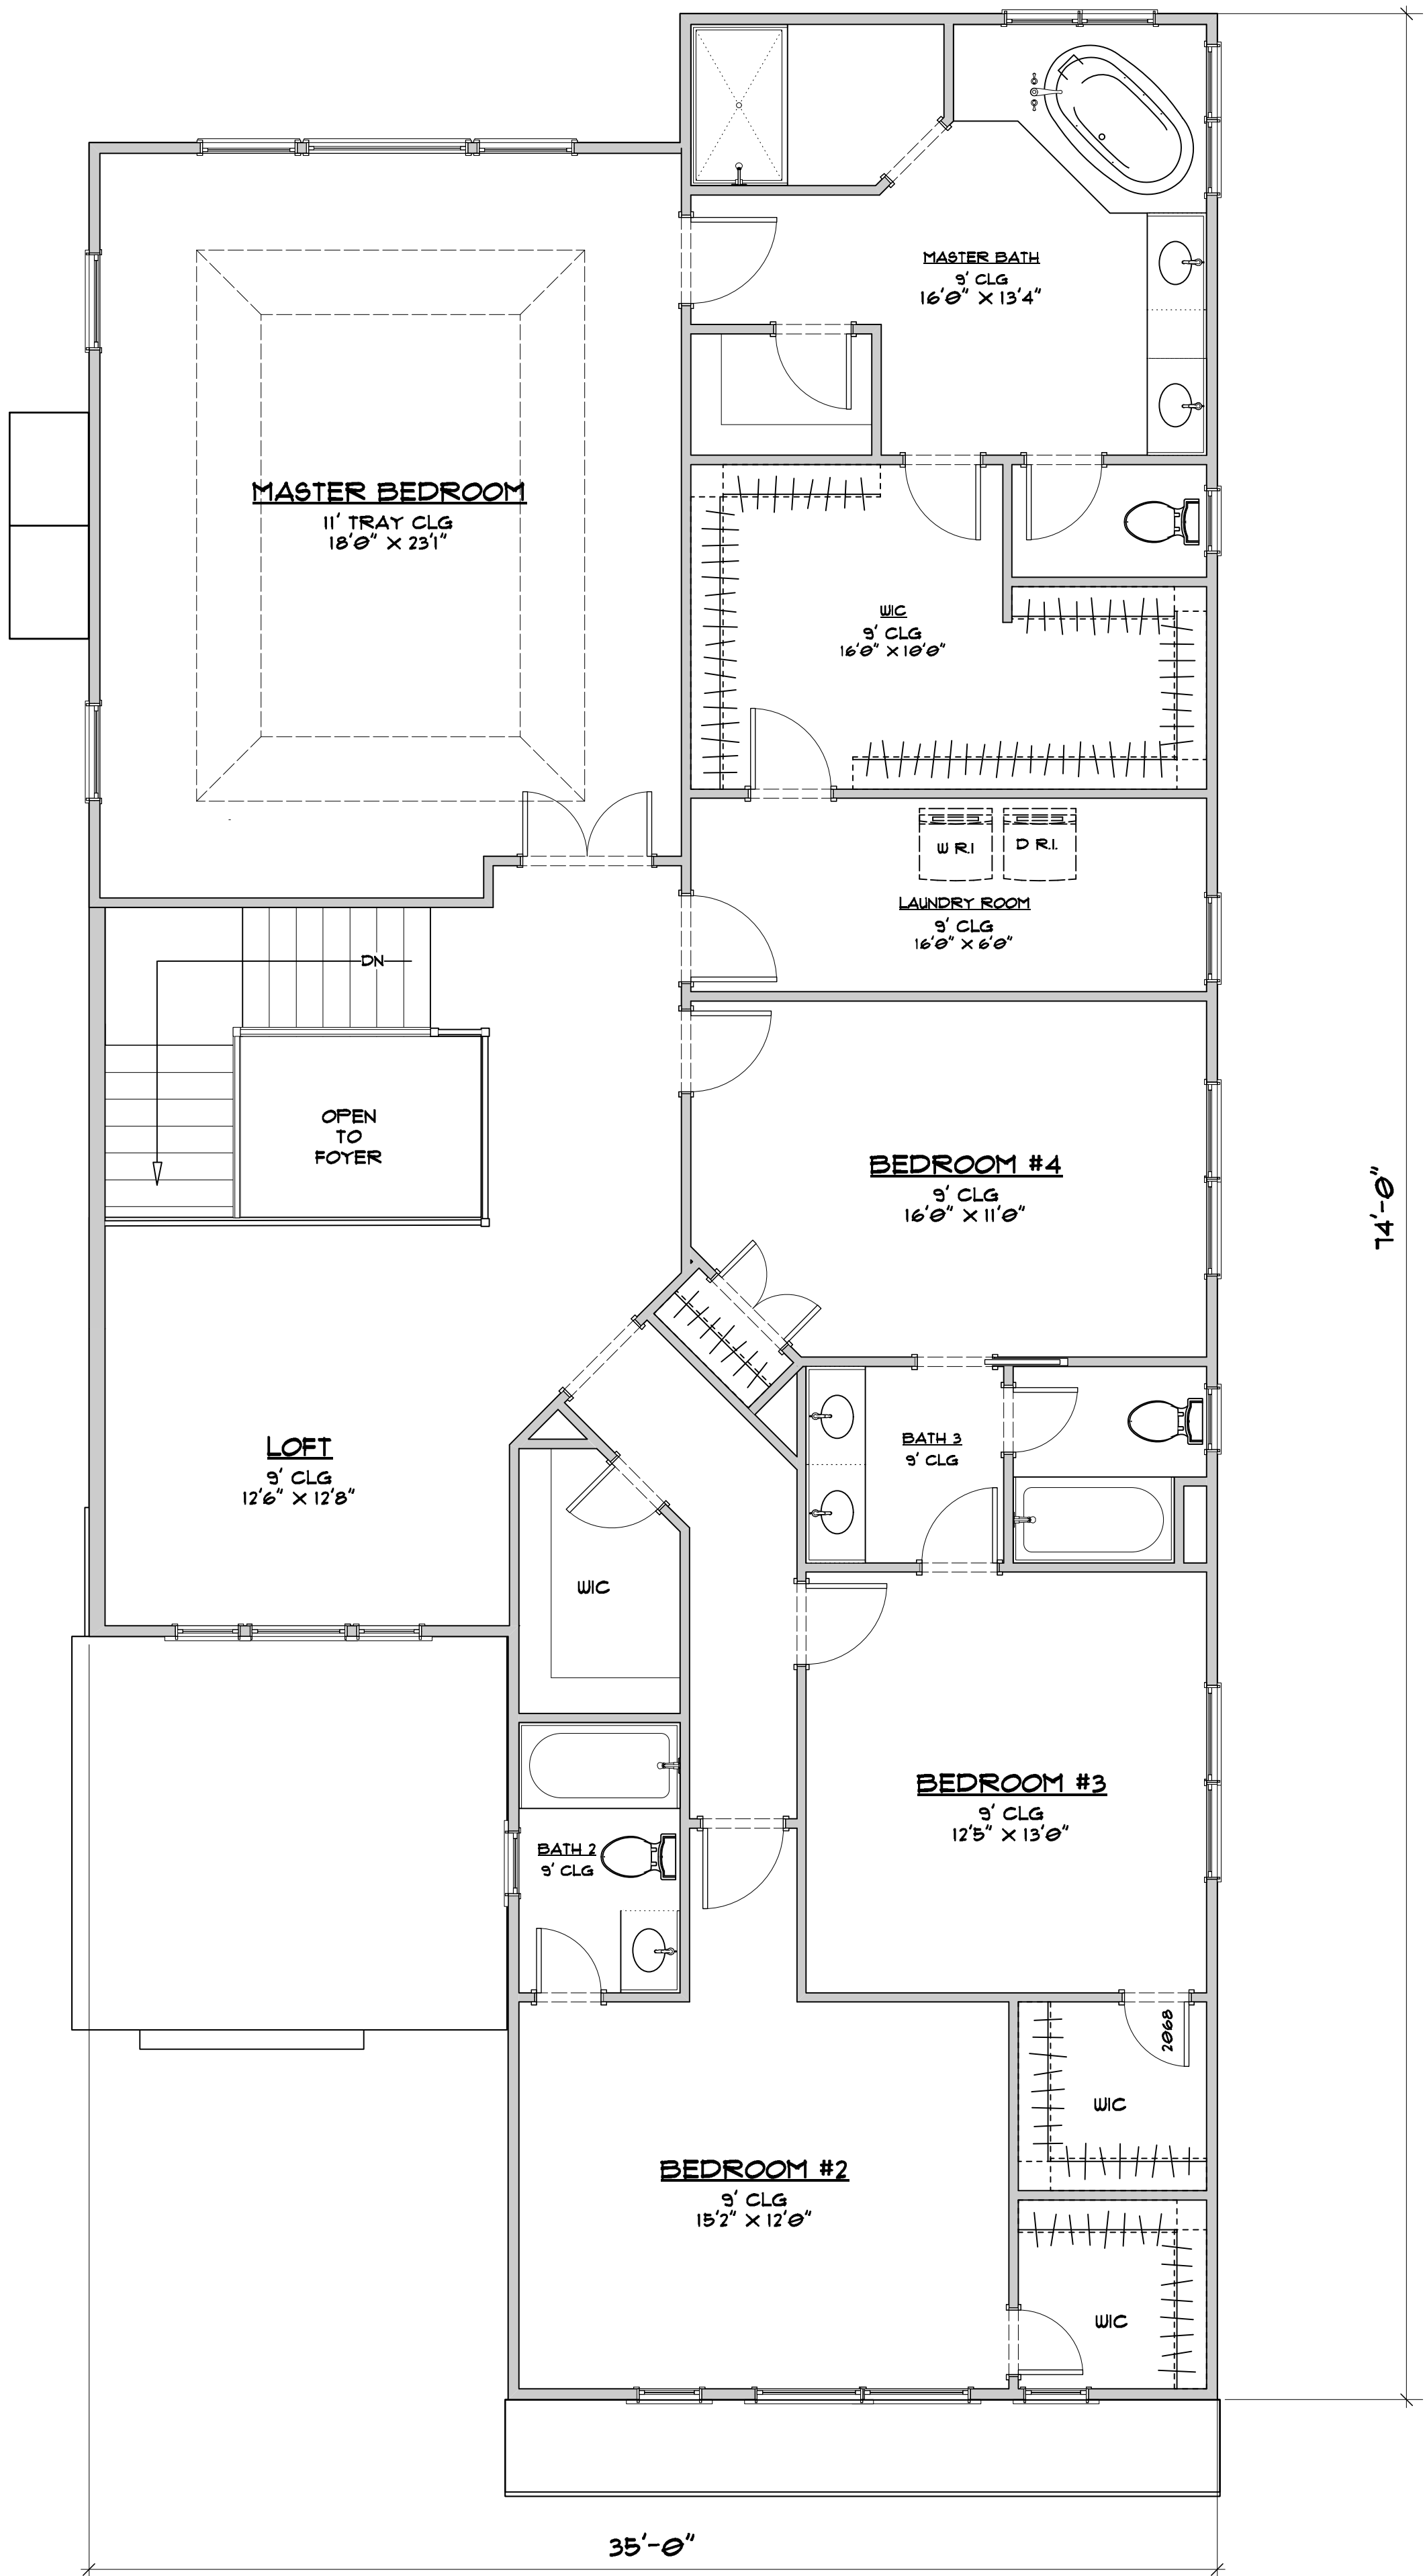 MASTER BATH
9' CLG
16'0" X 13'4"
MASTER BEDROOM
11' TRAY CLG
18'0" X 23'1"
WIC
9' CLG
16'0" X 10'0"
W R.I
D R.I.
LAUNDRY ROOM
9' CLG
16'0" X 6'0"
DN
OPEN
TO
FOYER
BEDROOM #4
9' CLG
16'0" X 11'0"
74'-0"
LOFT
9' CLG
12'6" X 12'8"
BATH 3
9' CLG
WIC
BEDROOM #3
9' CLG
12'5" X 13'0"
BATH 2
9' CLG
2068
WIC
BEDROOM #2
9' CLG
15'2" X 12'0"
WIC
35'-0"